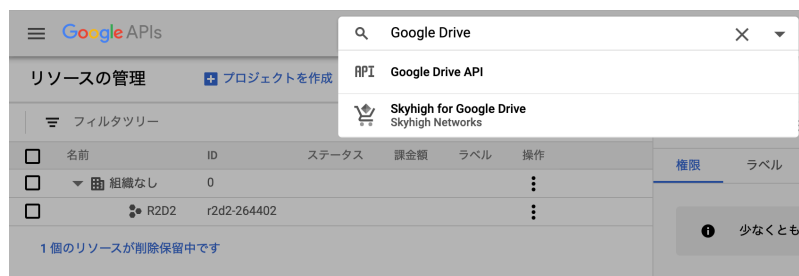 Google APIs
Google Drive
リソースの管理
プロジェクトを作成
API
Google Drive API
Skyhigh for Google Drive
Skyhigh Networks
フィルタツリー
名前 ID ステータス 課金額 ラベル 操作
権限 ラベル
組織なし 0
R2D2 r2d2-264402
少なくとも
1 個のリソースが削除保留中です